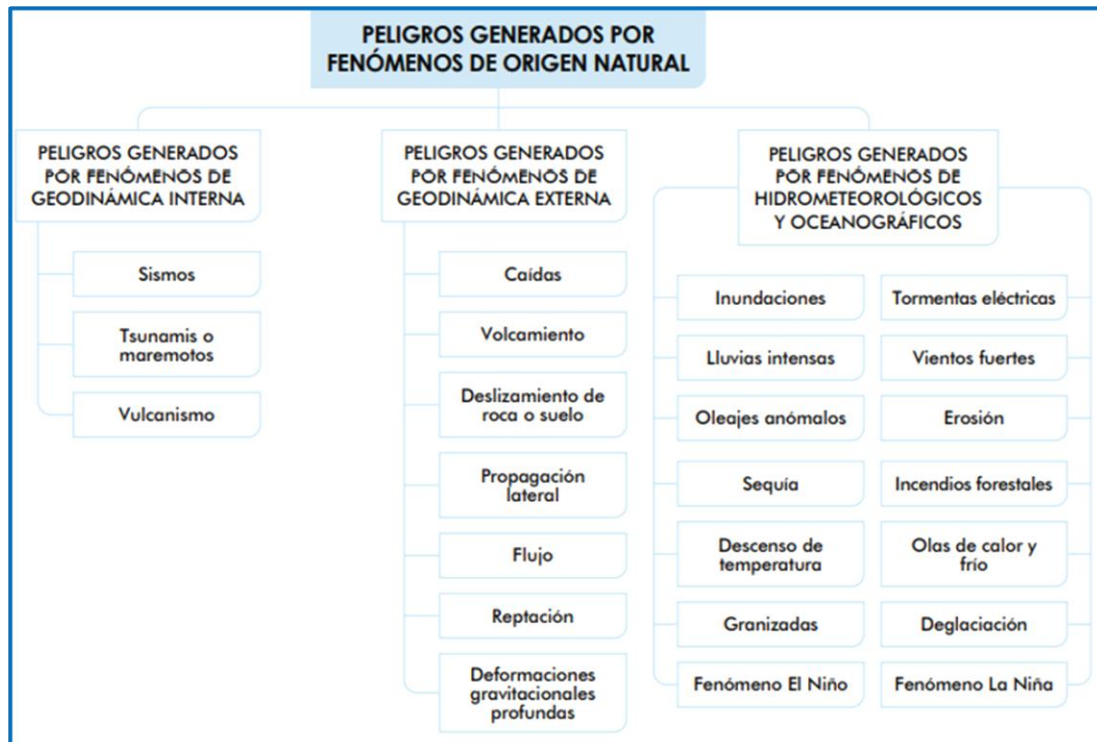 PELIGROS GENERADOS POR
FENÓMENOS DE ORIGEN NATURAL
PELIGROS GENERADOS
POR FENÓMENOS DE
GEODINÁMICA INTERNA
Sismos
Tsunamis o
maremotos
Vulcanismo
PELIGROS GENERADOS
POR FENÓMENOS DE
GEODINÁMICA EXTERNA
Caídas
Volcamiento
Deslizamiento de
roca o suelo
Propagación
lateral
Flujo
Reptación
Deformaciones
gravitacionales
profundas
PELIGROS GENERADOS
POR FENÓMENOS DE
HIDROMETEOROLÓGICOS
Y OCEANOGRÁFICOS
Inundaciones
Lluvias intensas
Oleajes anómalos
Sequía
Descenso de
temperatura
Granizadas
Fenómeno El Niño
Tormentas eléctricas
Vientos fuertes
Erosión
Incendios forestales
Olas de calor y
frío
Deglaciación
Fenómeno La Niña